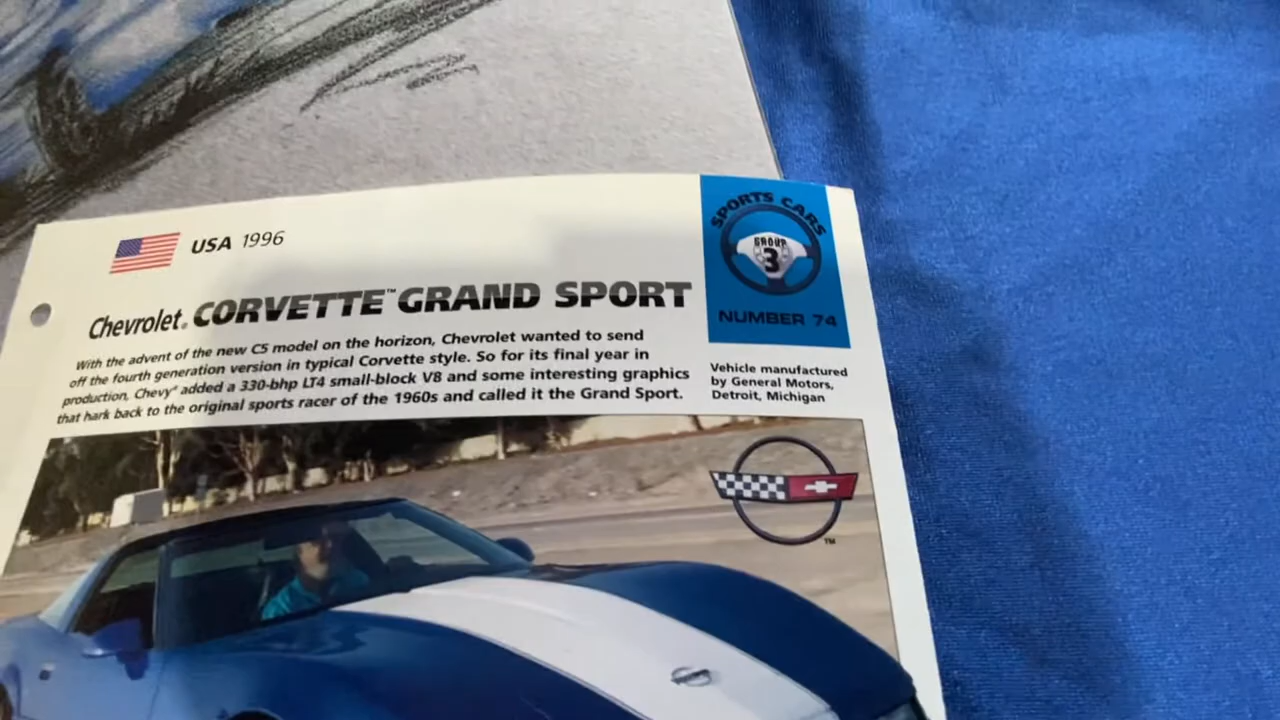 USA 1996
Chevrolet® CORVETTE™ GRAND SPORT
With the advent of the new C5 model on the horizon, Chevrolet wanted to send
off the fourth generation version in typical Corvette style. So for its final year in
production, Chevy® added a 330-bhp LT4 small-block V8 and some interesting graphics
that hark back to the original sports racer of the 1960s and called it the Grand Sport.
SPORTS CARS
GROUP
3
NUMBER 74
Vehicle manufactured
by General Motors,
Detroit, Michigan
TM